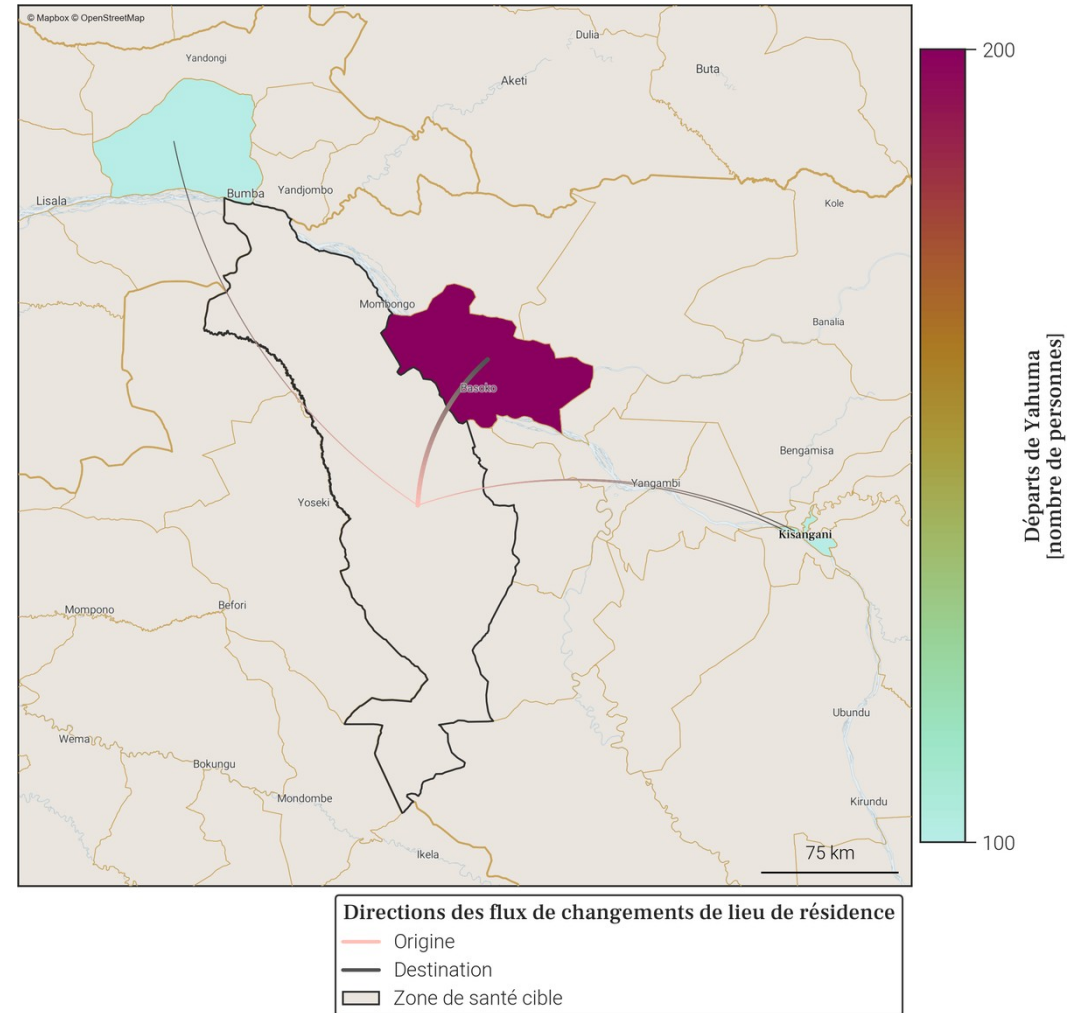 © Mapbox © OpenStreetMap
Dulia
Yandongi
Buta
Aketi
Bumba
Yandjombo
Lisala
Kole
Mombongo
Banalia
Basoko
Bengamisa
Yangambi
Yoseki
Kisangani
Befori
Mompono
Ubundu
Wema
Bokungu
Mondombe
Kirundu
Ikela
75 km
200
100
Départs de Yahuma
[nombre de personnes]
Directions des flux de changements de lieu de résidence
Origine
Destination
Zone de santé cible